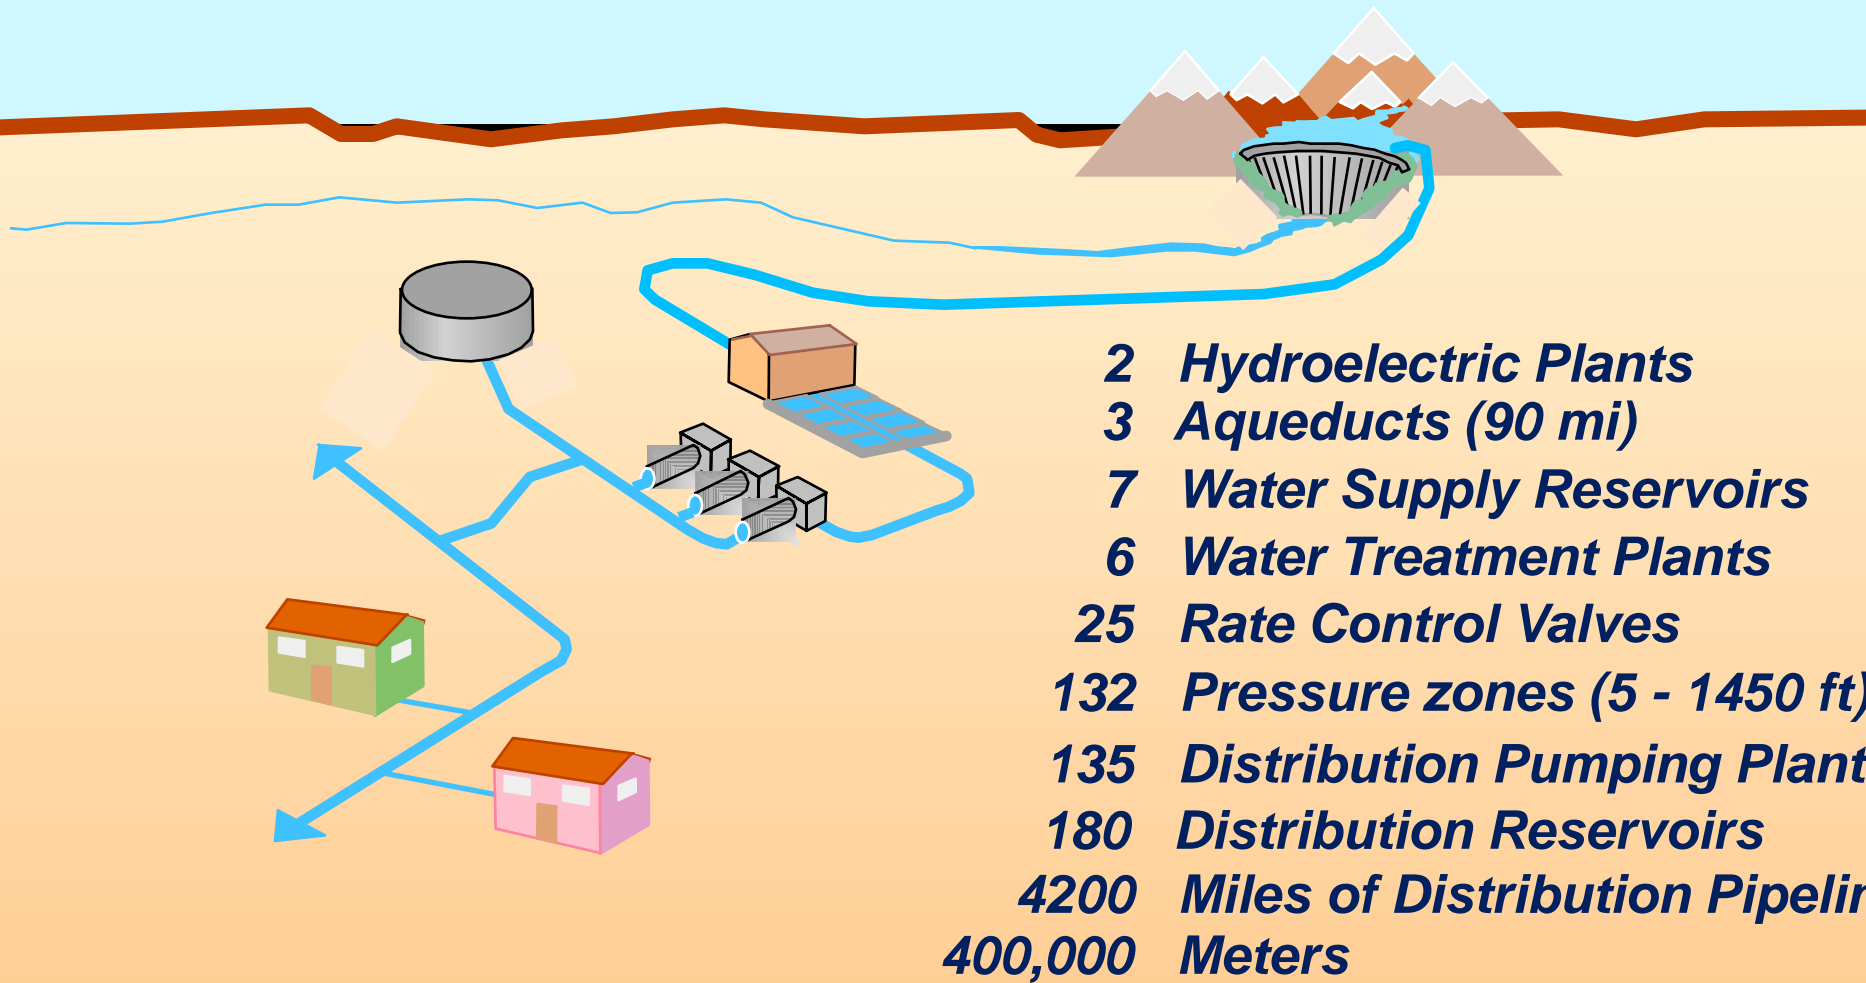 2 Hydroelectric Plants
3 Aqueducts (90 mi)
7 Water Supply Reservoirs
6 Water Treatment Plants
25 Rate Control Valves
132 Pressure zones (5 - 1450 ft)
135 Distribution Pumping Plant
180 Distribution Reservoirs
4200 Miles of Distribution
400,000 Meters